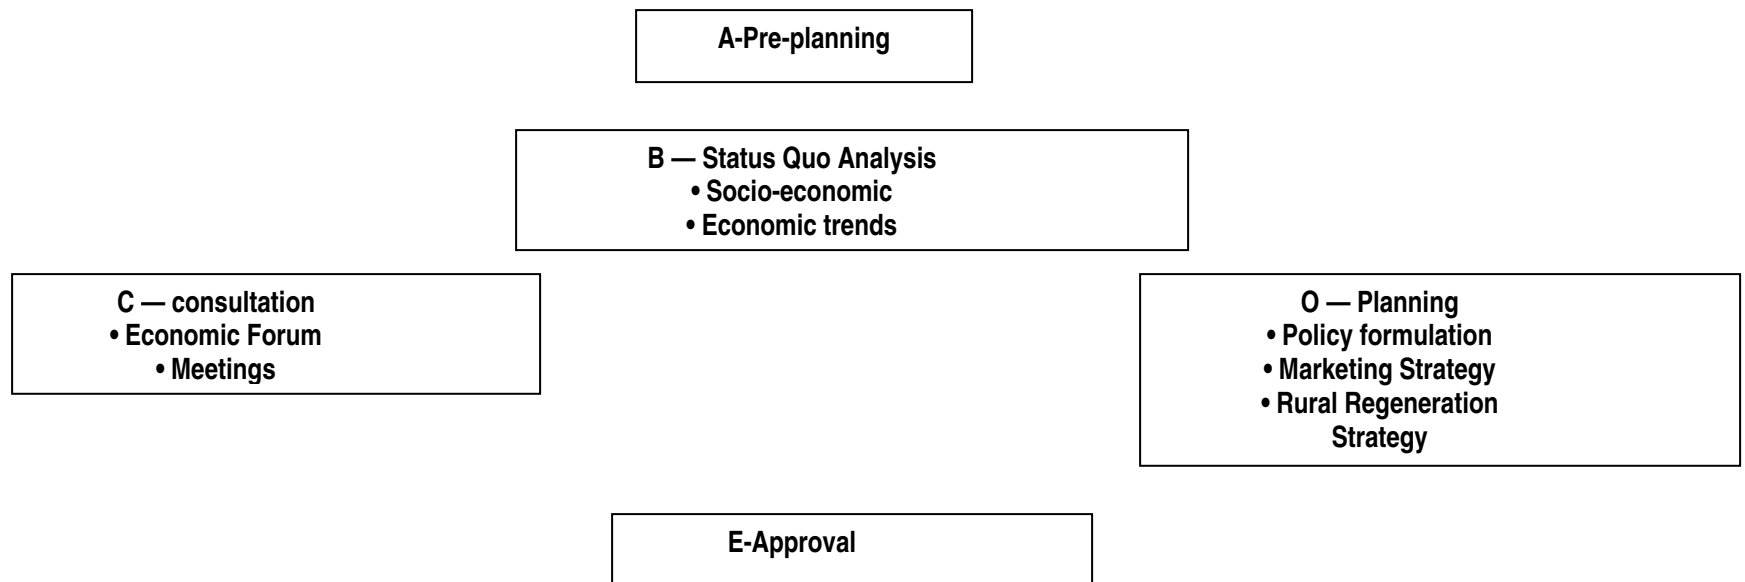 A-Pre-planning
B — Status Quo Analysis
• Socio-economic
• Economic trends
C — consultation
• Economic Forum
• Meetings
O — Planning
• Policy formulation
• Marketing Strategy
• Rural Regeneration
Strategy
E-Approval